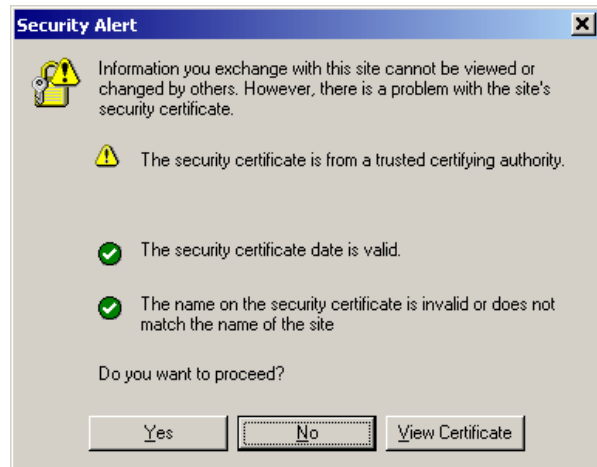 Security Alert
Information you exchange with this site cannot be viewed or
changed by others. However, there is a problem with the site's
security certificate.
The security certificate is from a trusted certifying authority.
The security certificate date is valid.
The name on the security certificate is invalid or does not
match the name of the site
Do you want to proceed?
Yes No View Certificate